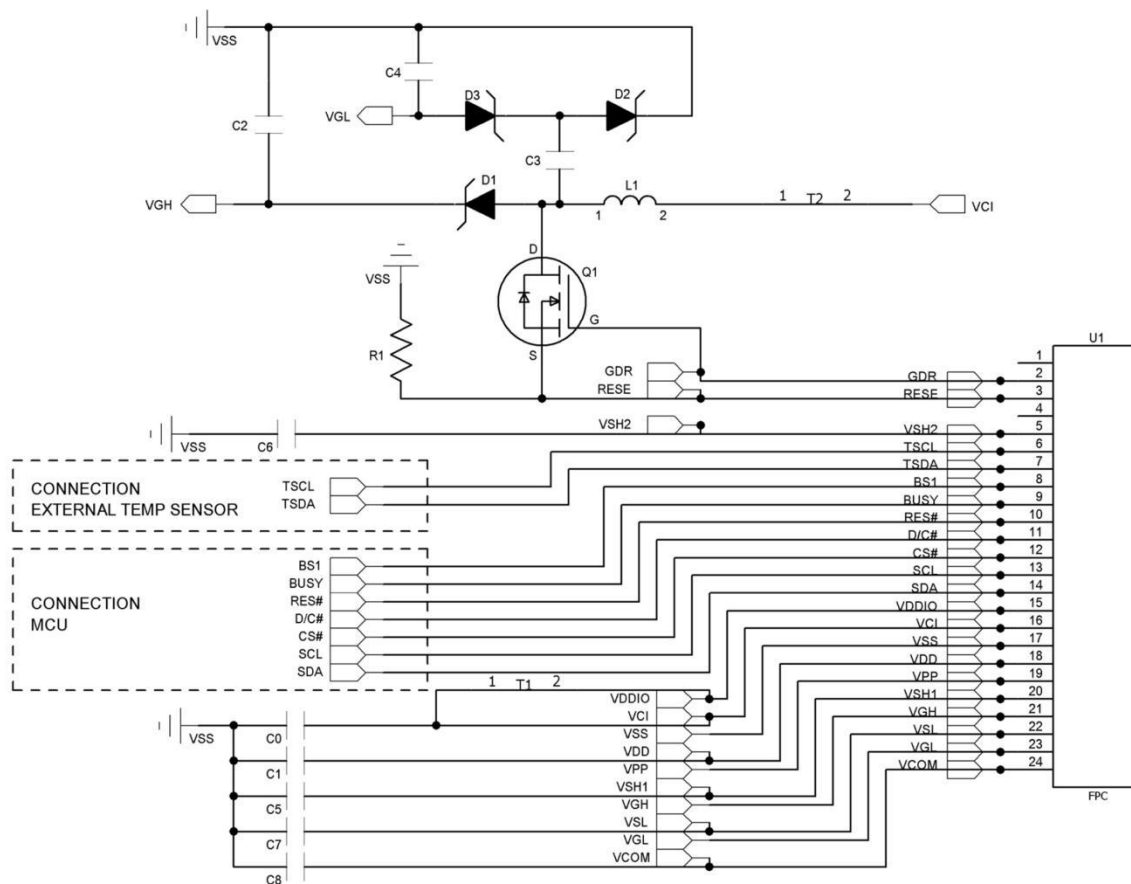 VSS
C4
D3
D2
VGL
C2
C3
D1
L1
VGH
1
2
1 T2 2
VCI
D
VSS
Q1
G
R1
S
U1
1
GDR
GDR
2
RESE
RESE
3
4
VSH2
VSH2
5
VSS
C6
TSCL
6
TSDA
7
CONNECTION
EXTERNAL TEMP SENSOR
TSCL
TSDA
BS1
8
BUSY
9
RES#
10
D/C#
11
CS#
12
SCL
13
SDA
14
VDDIO
15
VCI
16
VSS
17
VDD
18
VPP
19
VSH1
20
VGH
21
VSL
22
VGL
23
VCOM
24
FPC
CONNECTION
MCU
BS1
BUSY
RES#
D/C#
CS#
SCL
SDA
1 T1 2
VSS
C0
C1
C5
C7
C8
VDDIO
VCI
VSS
VDD
VPP
VSH1
VGH
VSL
VGL
VCOM